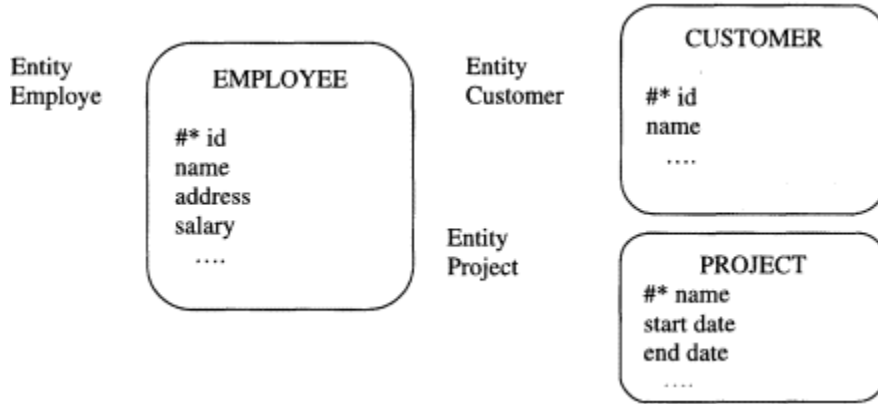 Entity
Employe
EMPLOYEE
#* id
name
address
salary
....
Entity
Customer
CUSTOMER
#* id
name
....
Entity
Project
PROJECT
#* name
start date
end date
....